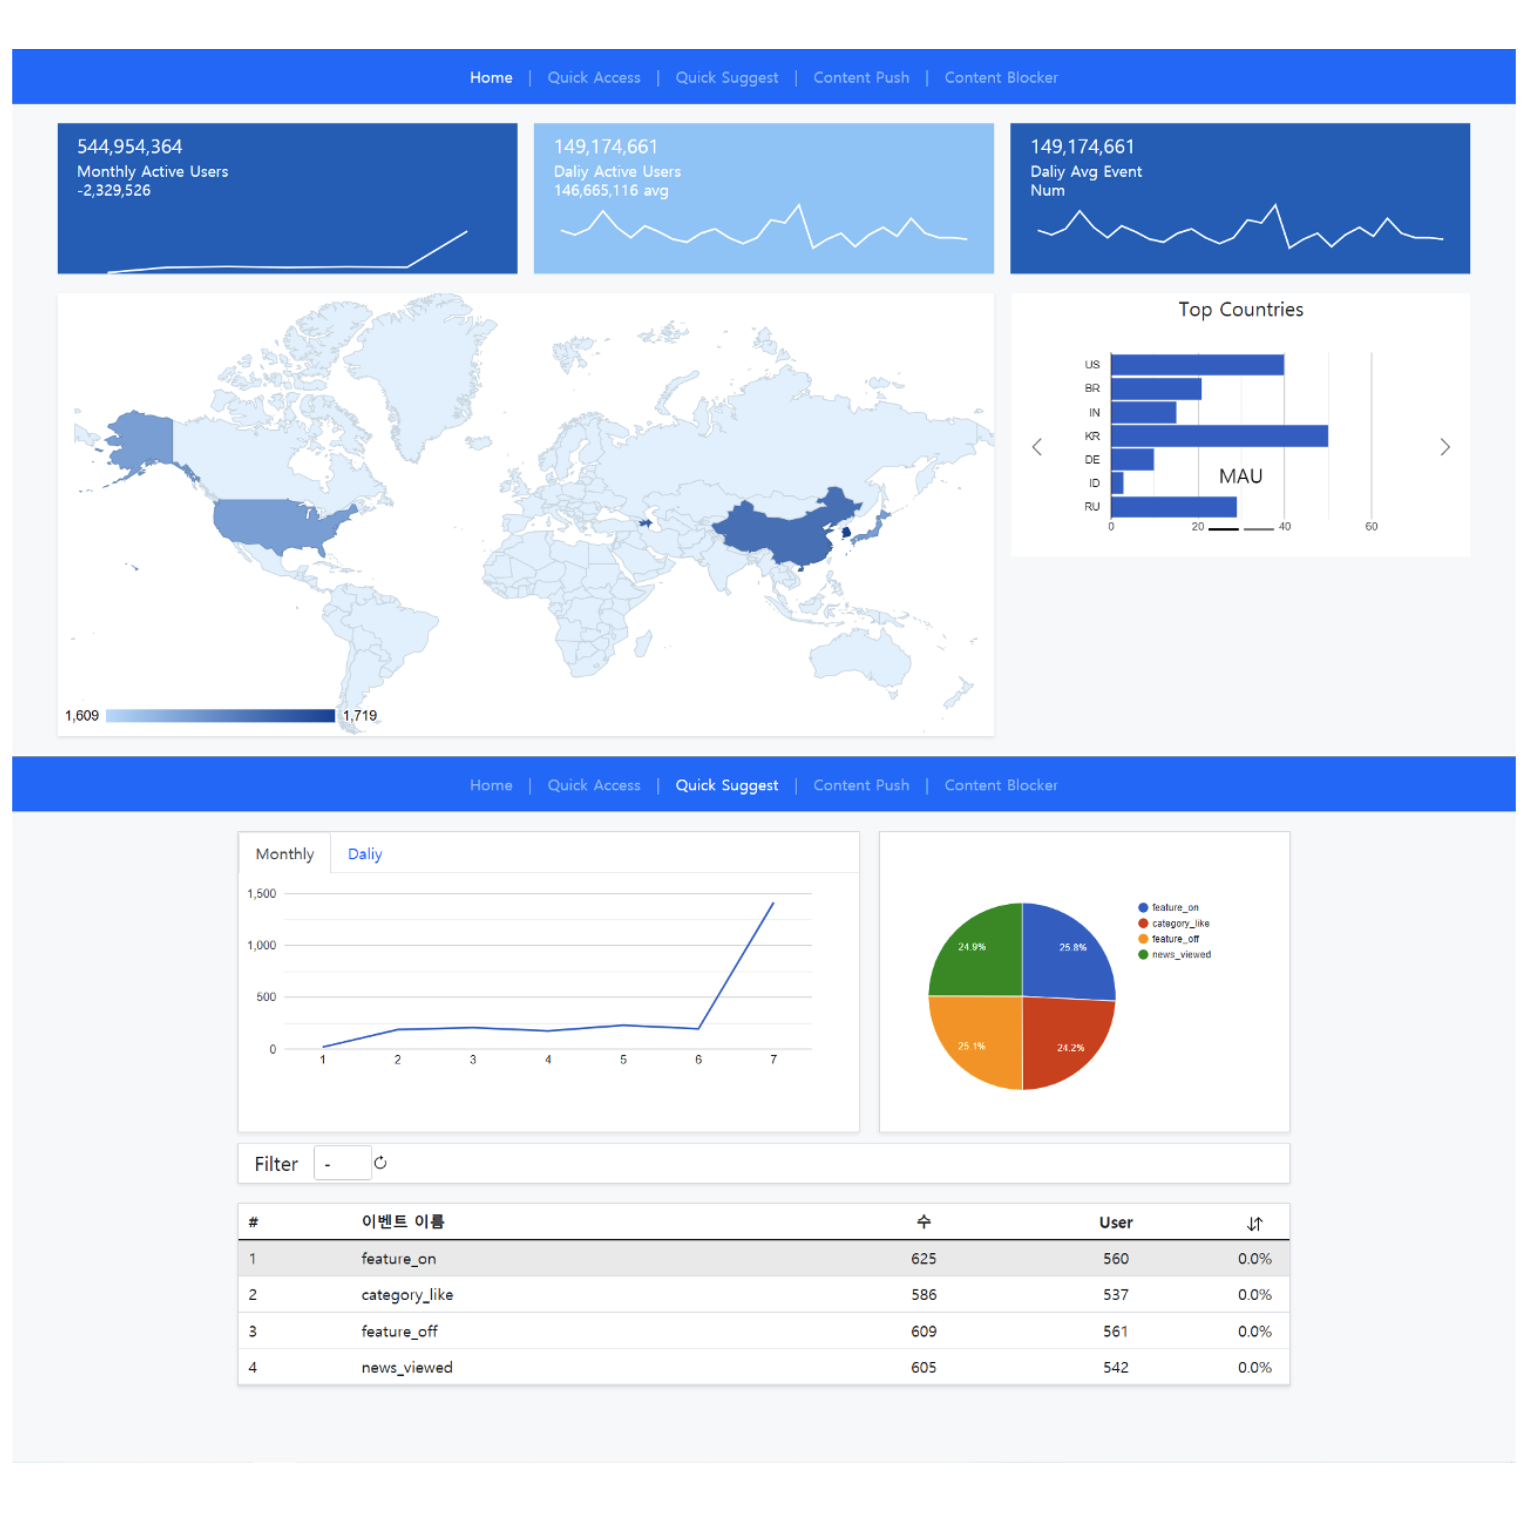 Home | Quick Access | Quick Suggest | Content Push | Content Blocker
544,954,364
Monthly Active Users
-2,329,526
149,174,661
Daliy Active Users
146,665,116 avg
149,174,661
Daliy Avg Event
Num
Top Countries
US
BR
IN
KR
DE
ID
RU
MAU
0 20 40 60
1,609 1,719
Home | Quick Access | Quick Suggest | Content Push | Content Blocker
Monthly Daliy
1,500
1,000
500
0
1 2 3 4 5 6 7
feature_on
category_like
feature_off
news_viewed
24.9% 25.8%
25.1% 24.2%
Filter -
# 이벤트 이름 수 User
1 feature_on 625 560 0.0%
2 category_like 586 537 0.0%
3 feature_off 609 561 0.0%
4 news_viewed 605 542 0.0%